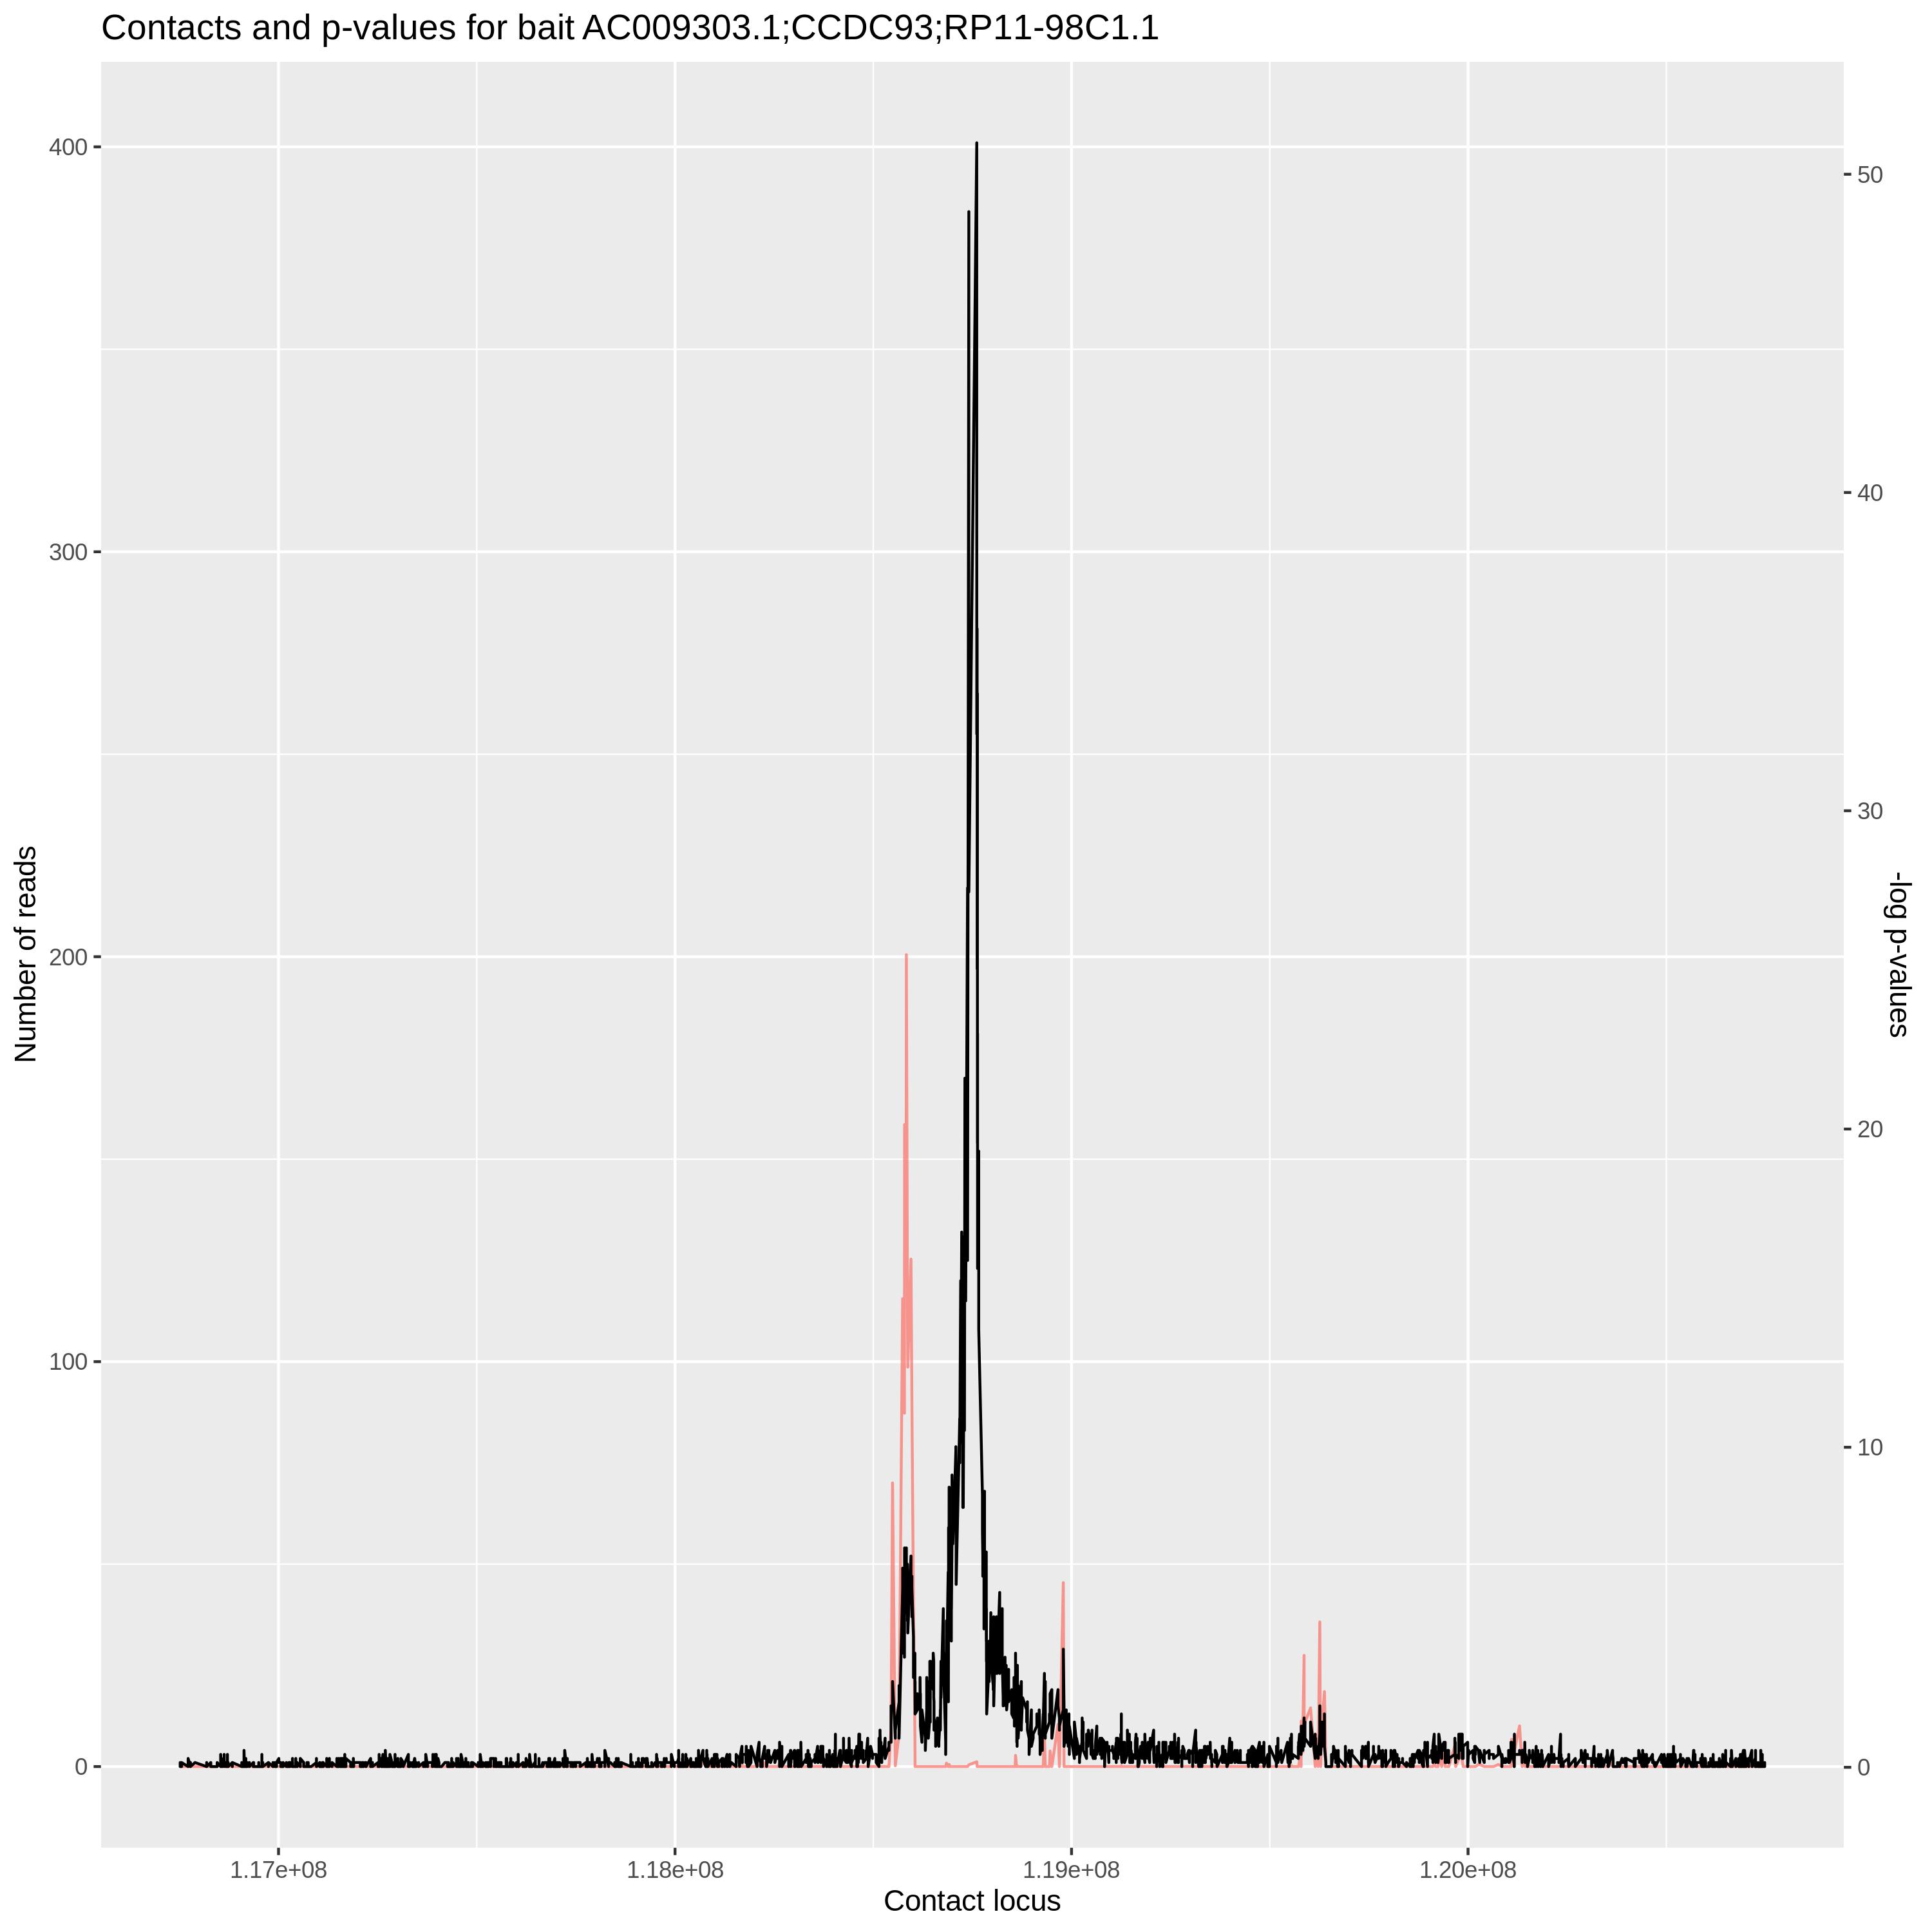 Contacts and p-values for bait AC009303.1;CCDC93;RP11-98C1.1
Number of reads
400
300
200
100
0
50
40
30
20
10
0
-log p-values
1.17e+08 1.18e+08 1.19e+08 1.20e+08
Contact locus